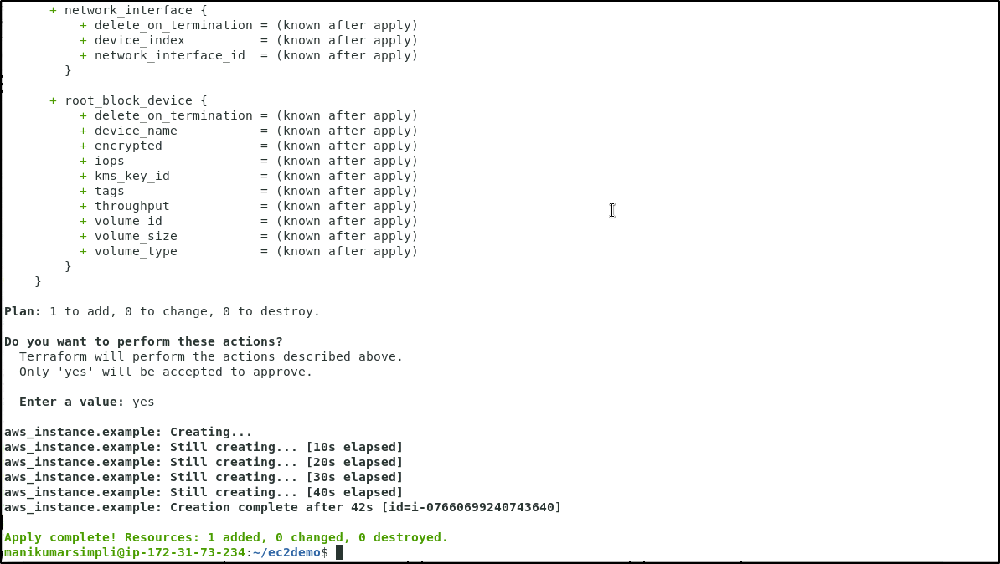 + network_interface {
          + delete_on_termination = (known after apply)
          + device_index          = (known after apply)
          + network_interface_id  = (known after apply)
        }

      + root_block_device {
          + delete_on_termination = (known after apply)
          + device_name           = (known after apply)
          + encrypted             = (known after apply)
          + iops                  = (known after apply)
          + kms_key_id            = (known after apply)
          + tags                  = (known after apply)
          + throughput            = (known after apply)
          + volume_id             = (known after apply)
          + volume_size           = (known after apply)
          + volume_type           = (known after apply)
        }
    }

Plan: 1 to add, 0 to change, 0 to destroy.

Do you want to perform these actions?
  Terraform will perform the actions described above.
  Only 'yes' will be accepted to approve.

  Enter a value: yes

aws_instance.example: Creating...
aws_instance.example: Still creating... [10s elapsed]
aws_instance.example: Still creating... [20s elapsed]
aws_instance.example: Still creating... [30s elapsed]
aws_instance.example: Still creating... [40s elapsed]
aws_instance.example: Creation complete after 42s [id=i-07660699240743640]

Apply complete! Resources: 1 added, 0 changed, 0 destroyed.
manikumarsimpli@ip-172-31-73-234:~/ec2demo$